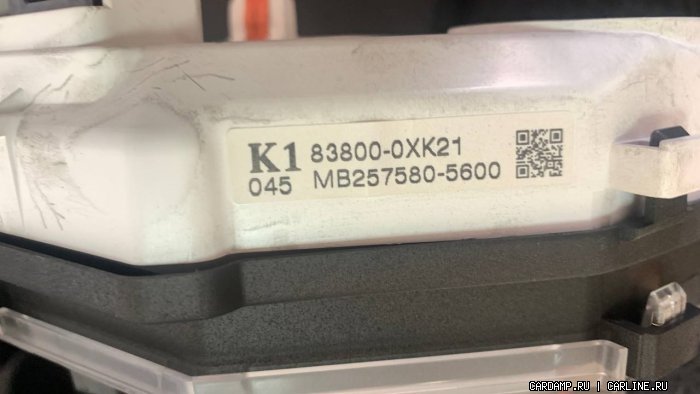 K1 83800-0XK21
045 MB257580-5600
CARDAMP.RU | CARLINE.RU